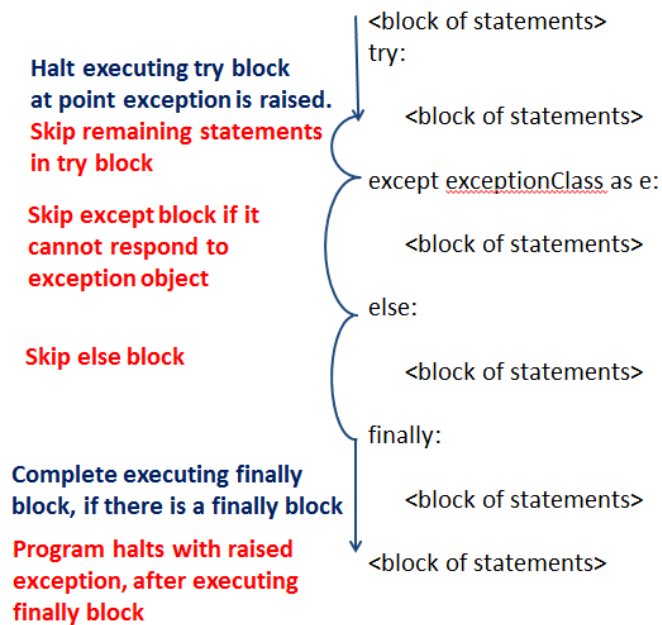 <block of statements>
try:
Halt executing try block
at point exception is raised.
Skip remaining statements
in try block
<block of statements>
except exceptionClass as e:
Skip except block if it
cannot respond to
exception object
<block of statements>
else:
Skip else block
<block of statements>
finally:
Complete executing finally
block, if there is a finally block
<block of statements>
Program halts with raised
exception, after executing
finally block
<block of statements>